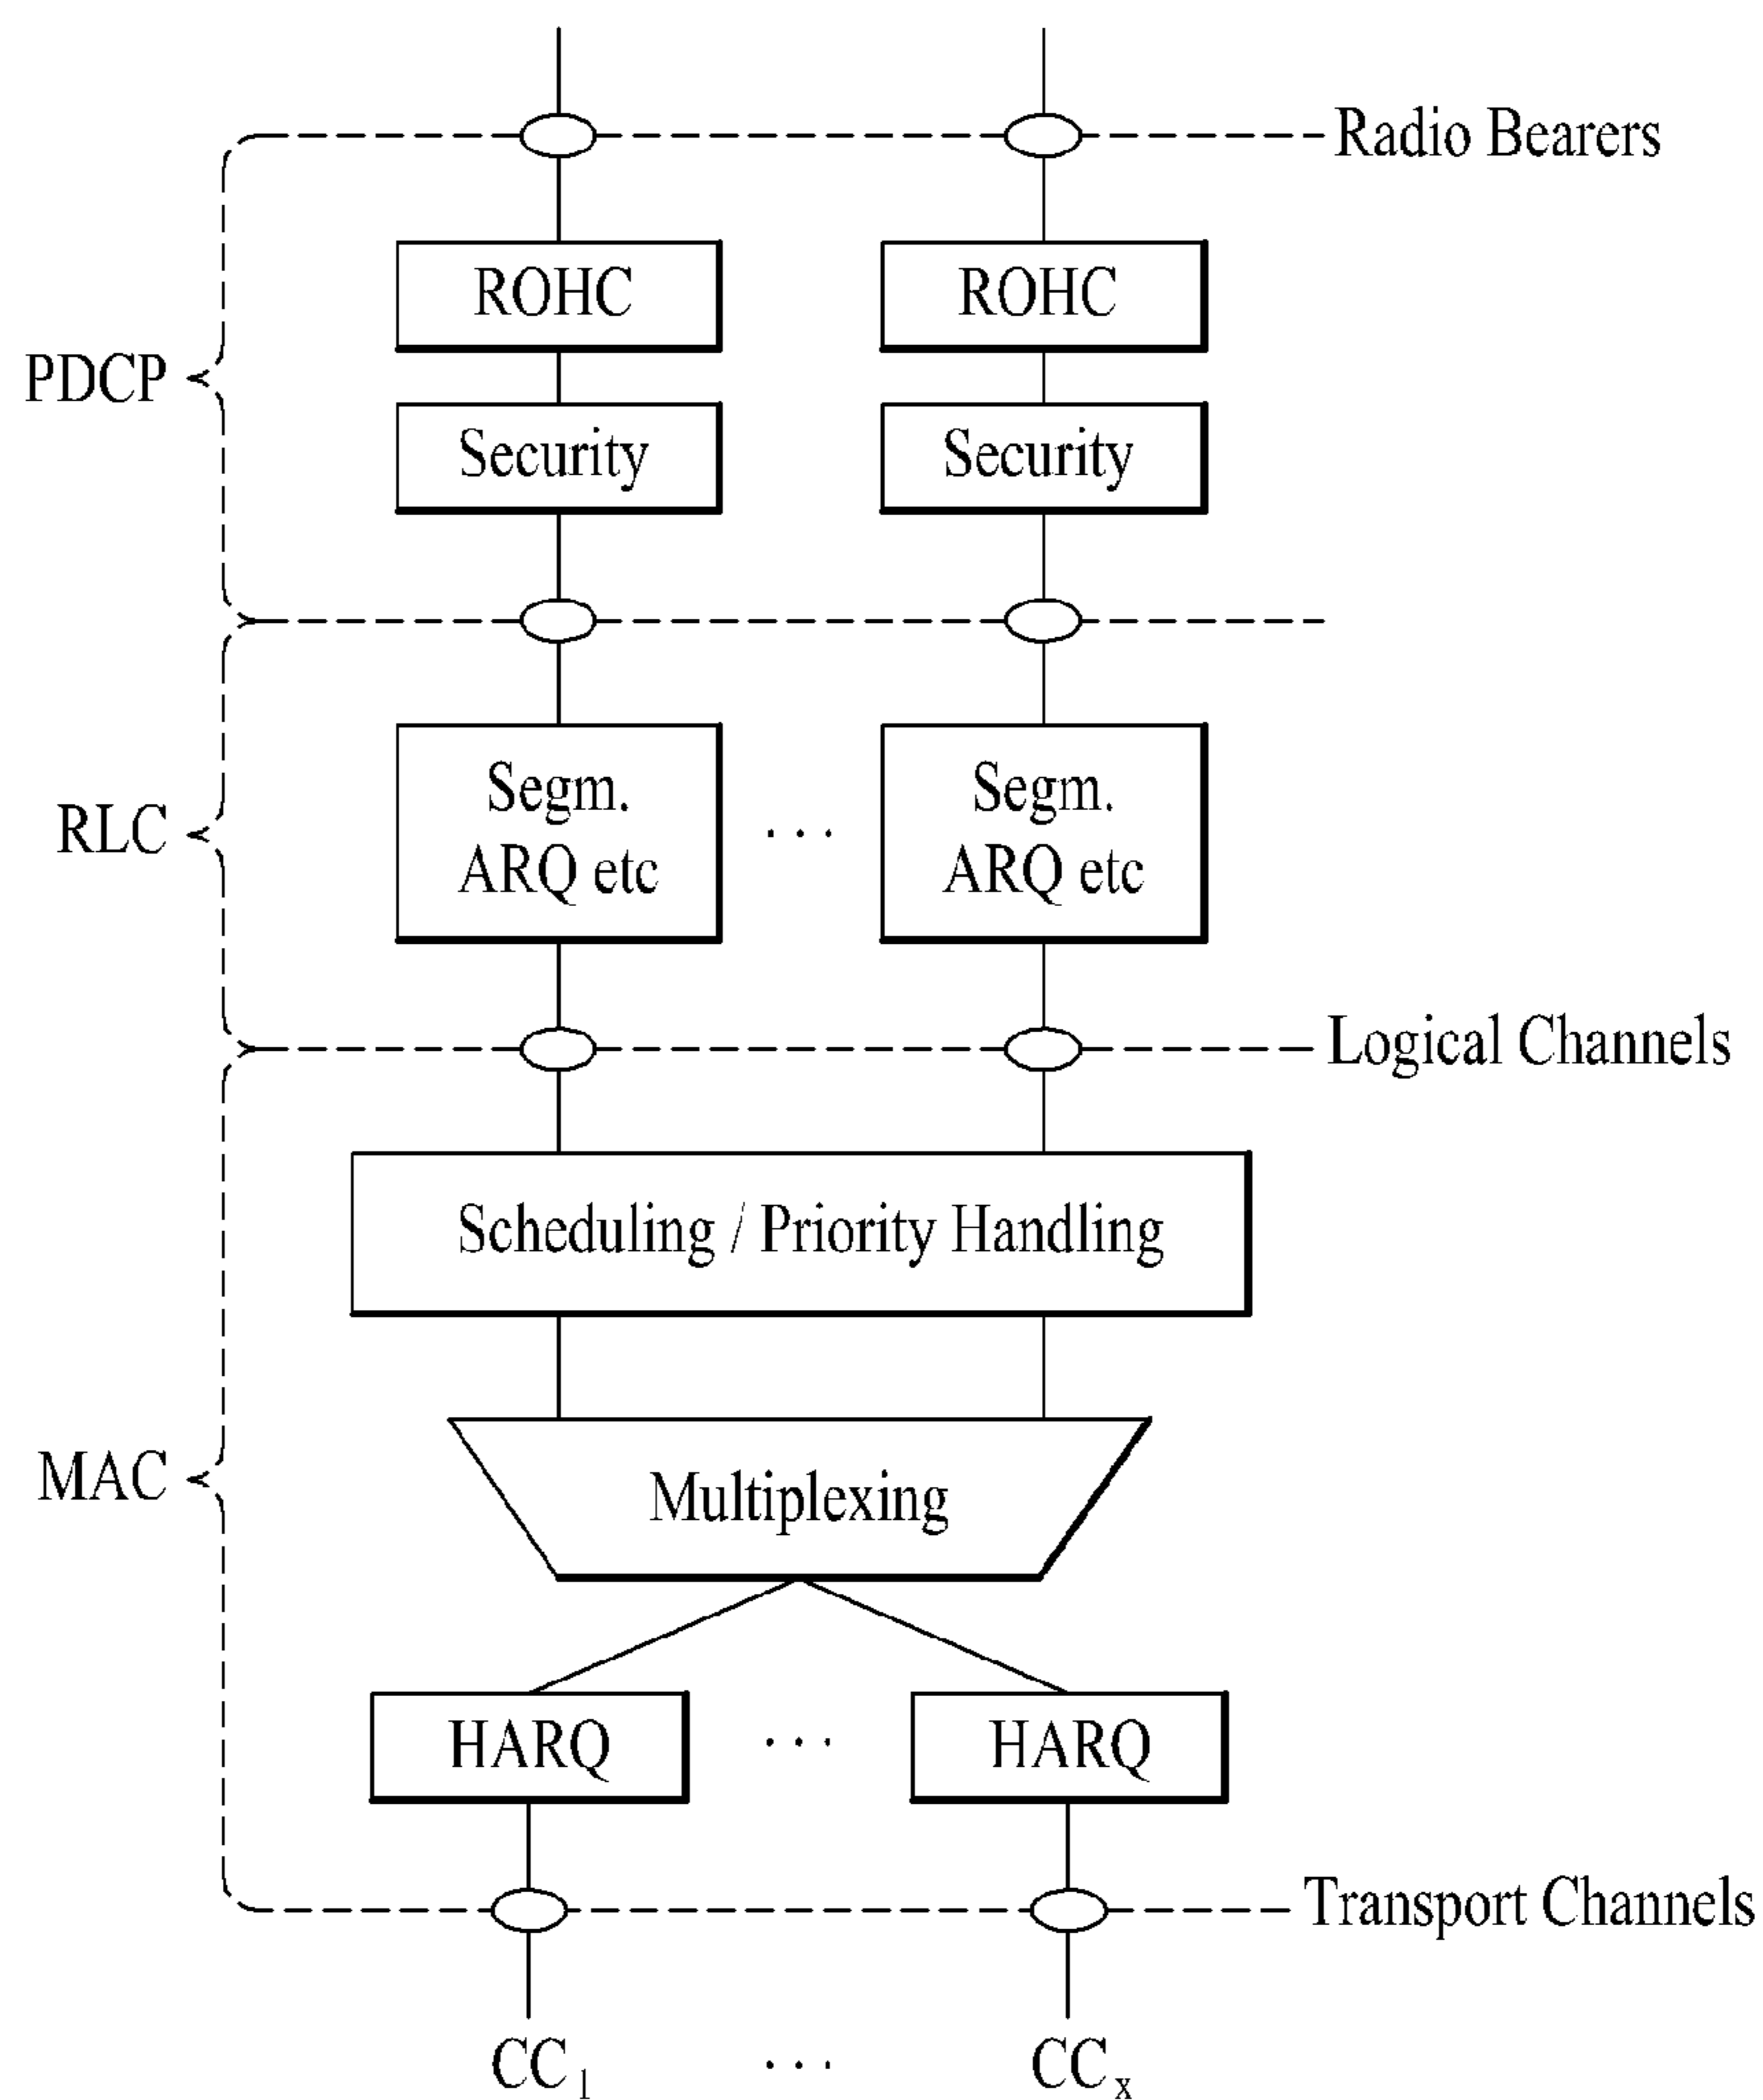 Radio Bearers
ROHC ROHC
PDCP
Security Security
Segm. Segm.
RLC ...
ARQ etc ARQ etc
Logical Channels
Scheduling / Priority Handling
MAC
Multiplexing
HARQ ... HARQ
Transport Channels
CC1 ... CCx